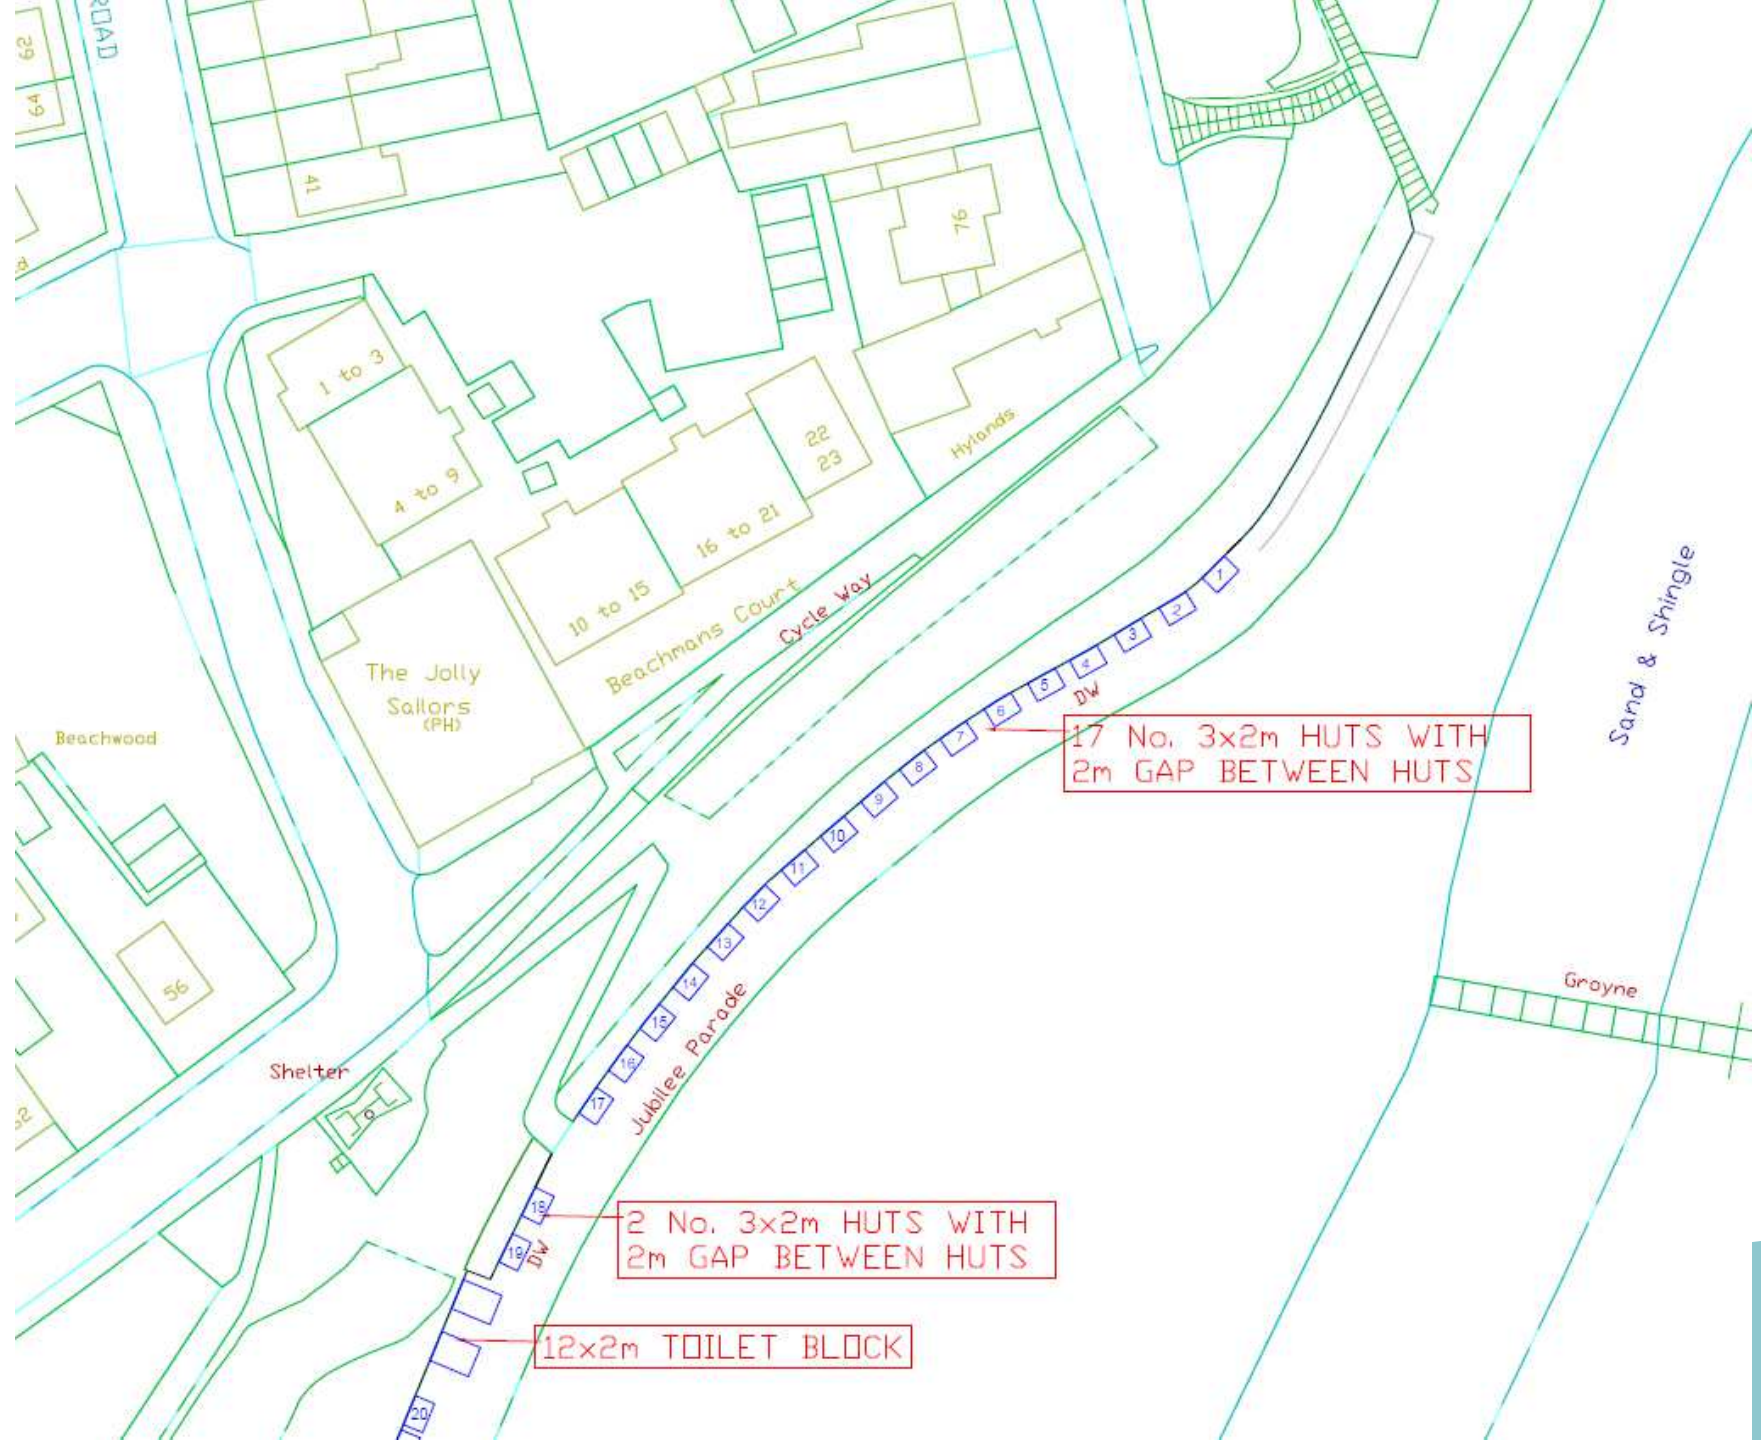 ROAD
62
64
41
76
1 to 3
4 to 9
22
23
16 to 21
10 to 15
Hylands
Beachmans Court
Cycle Way
The Jolly
Sailors
(PH)
Beachwood
56
Shelter
Sand & Shingle
Groyne
Jubilee Parade
DW
1
2
3
4
5
6
7
8
9
10
11
12
13
14
15
16
17
17 No. 3x2m HUTS WITH
2m GAP BETWEEN HUTS
18
19
DW
2 No. 3x2m HUTS WITH
2m GAP BETWEEN HUTS
12x2m TOILET BLOCK
20